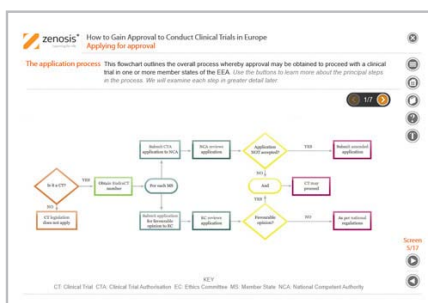 zenosis
How to Gain Approval to Conduct Clinical Trials in Europe
Applying for approval
The application process
This flowchart outlines the overall process whereby approval may be obtained to proceed with a clinical
trial in one or more member states of the EEA. Use the buttons to learn more about the principal steps
in the process. We will examine each step in greater detail later.
1/7
Submit CTA
application to NCA
NCA reviews
application
Application
NOT accepted?
YES
Submit amended
application
NO
Is it a CT?
YES
Obtain EudraCT
number
For each MS
And
CT may
proceed
NO
YES
CT legislation
does not apply
Submit application
for favourable
opinion to EC
EC reviews
application
Favourable
opinion?
NO
As per national
regulations
Screen
5/17
KEY
CT: Clinical Trial CTA: Clinical Trial Authorisation EC: Ethics Committee MS: Member State NCA: National Competent Authority